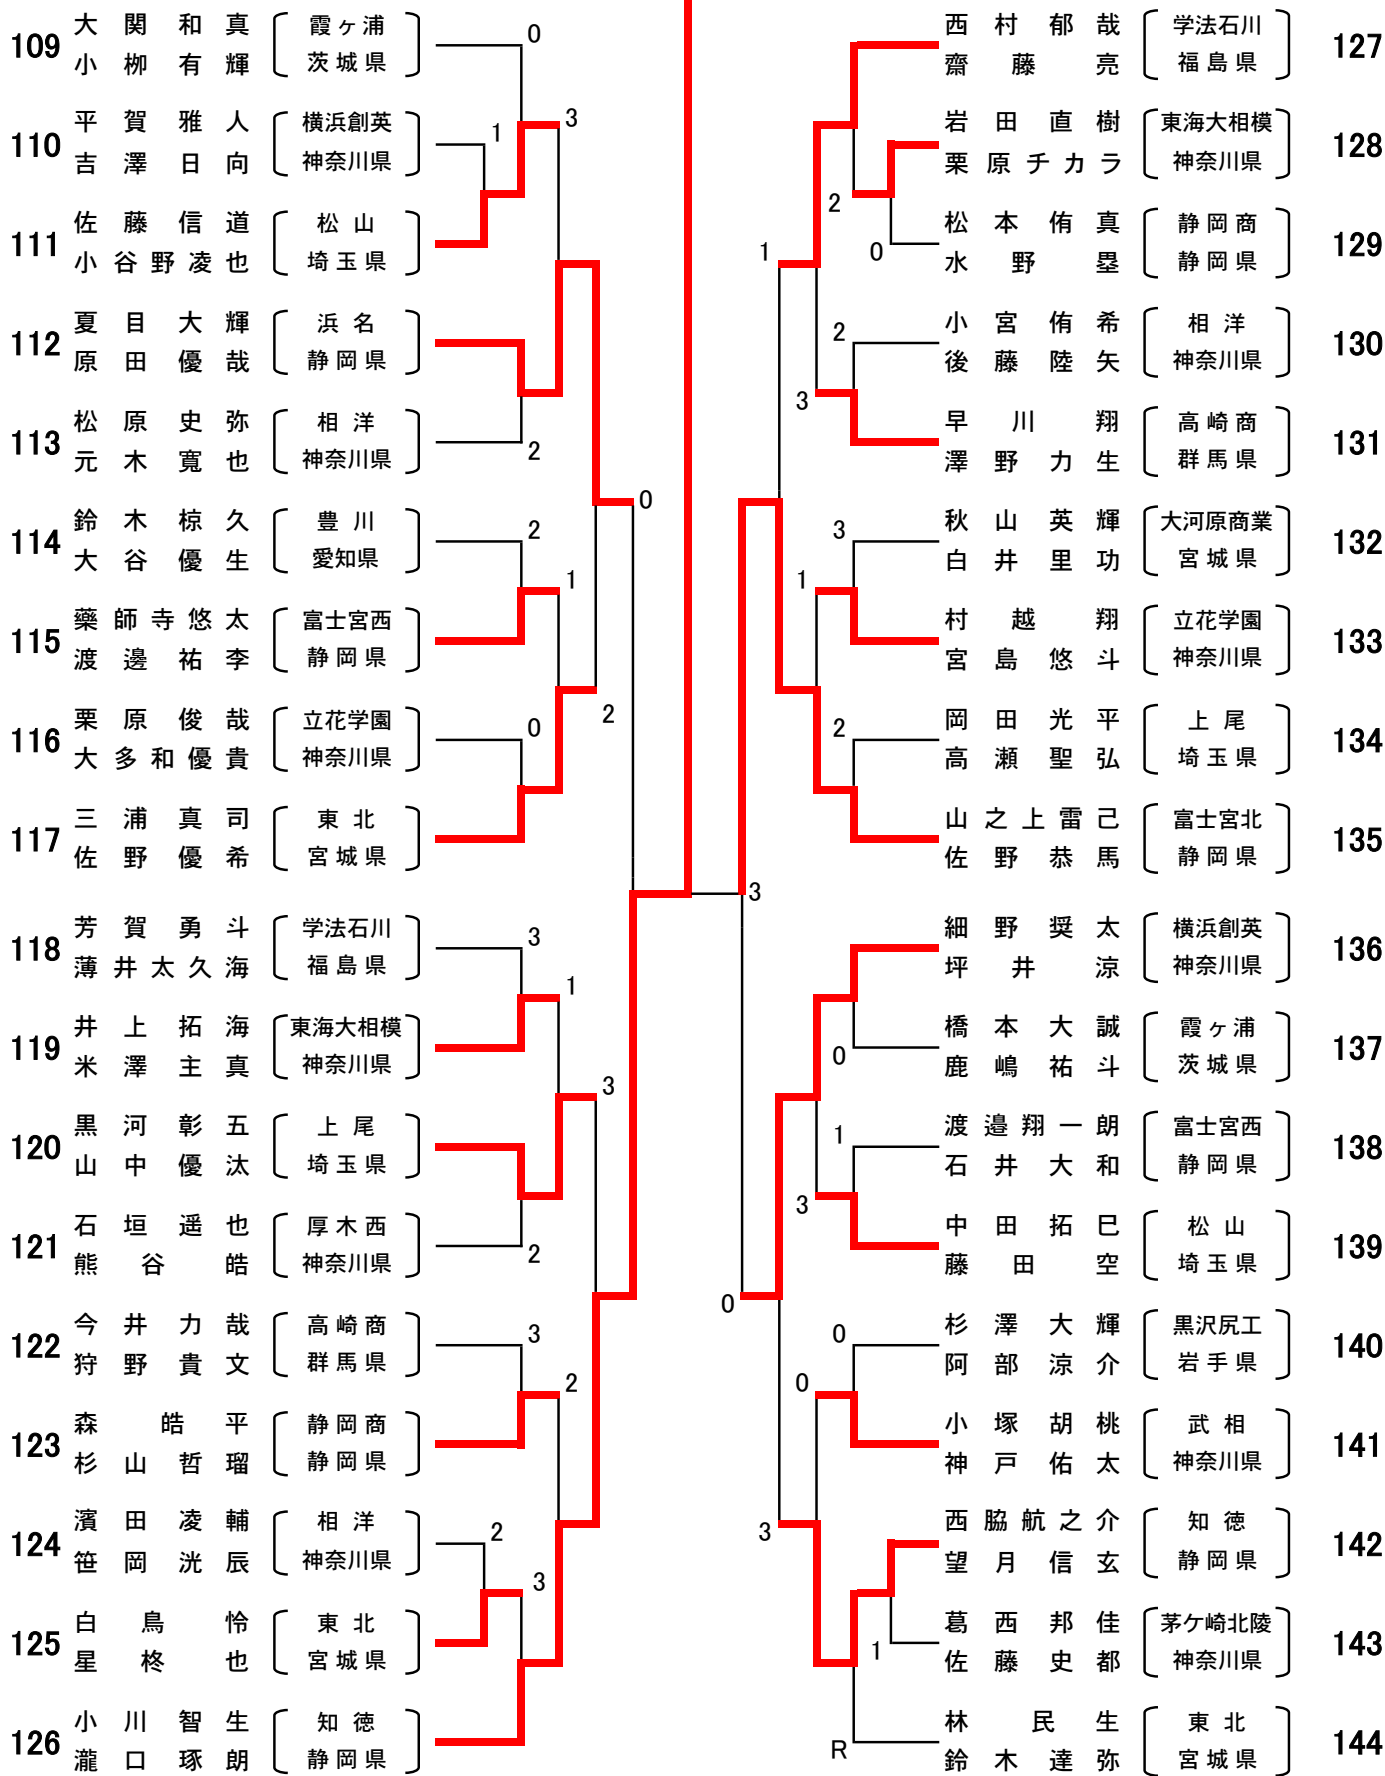 109 大関和真 霞ヶ浦
小栁有輝 茨城県
0
110 平賀雅人 横浜創英
吉澤日向 神奈川県
1
3
111 佐藤信道 松山
小谷野凌也 埼玉県
112 夏目大輝 浜名
原田優哉 静岡県
113 松原史弥 相洋
元木寛也 神奈川県
2
0
114 鈴木椋久 豊川
大谷優生 愛知県
2
1
115 藥師寺悠太 富士宮西
渡邊祐李 静岡県
116 栗原俊哉 立花学園
大多和優貴 神奈川県
0
2
117 三浦真司 東北
佐野優希 宮城県
118 芳賀勇斗 学法石川
薄井太久海 福島県
3
1
119 井上拓海 東海大相模
米澤主真 神奈川県
3
120 黒河彰五 上尾
山中優汰 埼玉県
121 石垣遥也 厚木西
熊谷皓 神奈川県
2
122 今井力哉 高崎商
狩野貴文 群馬県
3
2
123 森皓平 静岡商
杉山哲瑠 静岡県
124 濱田凌輔 相洋
笹岡洸辰 神奈川県
2
3
125 白鳥怜 東北
星柊也 宮城県
126 小川智生 知徳
瀧口琢朗 静岡県
西村郁哉 学法石川 127
齋藤亮 福島県
岩田直樹 東海大相模 128
栗原チカラ 神奈川県
2
松本侑真 静岡商 129
水野塁 静岡県
0
1
小宮侑希 相洋 130
後藤陸矢 神奈川県
2
3
早川翔 高崎商 131
澤野力生 群馬県
秋山英輝 大河原商業 132
白井里功 宮城県
3
1
村越翔 立花学園 133
宮島悠斗 神奈川県
岡田光平 上尾 134
高瀬聖弘 埼玉県
2
山之上雷己 富士宮北 135
佐野恭馬 静岡県
3
細野奨太 横浜創英 136
坪井涼 神奈川県
橋本大誠 霞ヶ浦 137
鹿嶋祐斗 茨城県
0
渡邉翔一朗 富士宮西 138
石井大和 静岡県
1
3
中田拓巳 松山 139
藤田空 埼玉県
0
杉澤大輝 黒沢尻工 140
阿部涼介 岩手県
0
0
小塚胡桃 武相 141
神戸佑太 神奈川県
3
西脇航之介 知徳 142
望月信玄 静岡県
葛西邦佳 茅ケ崎北陵 143
佐藤史都 神奈川県
1
林民生 東北 144
鈴木達弥 宮城県
R